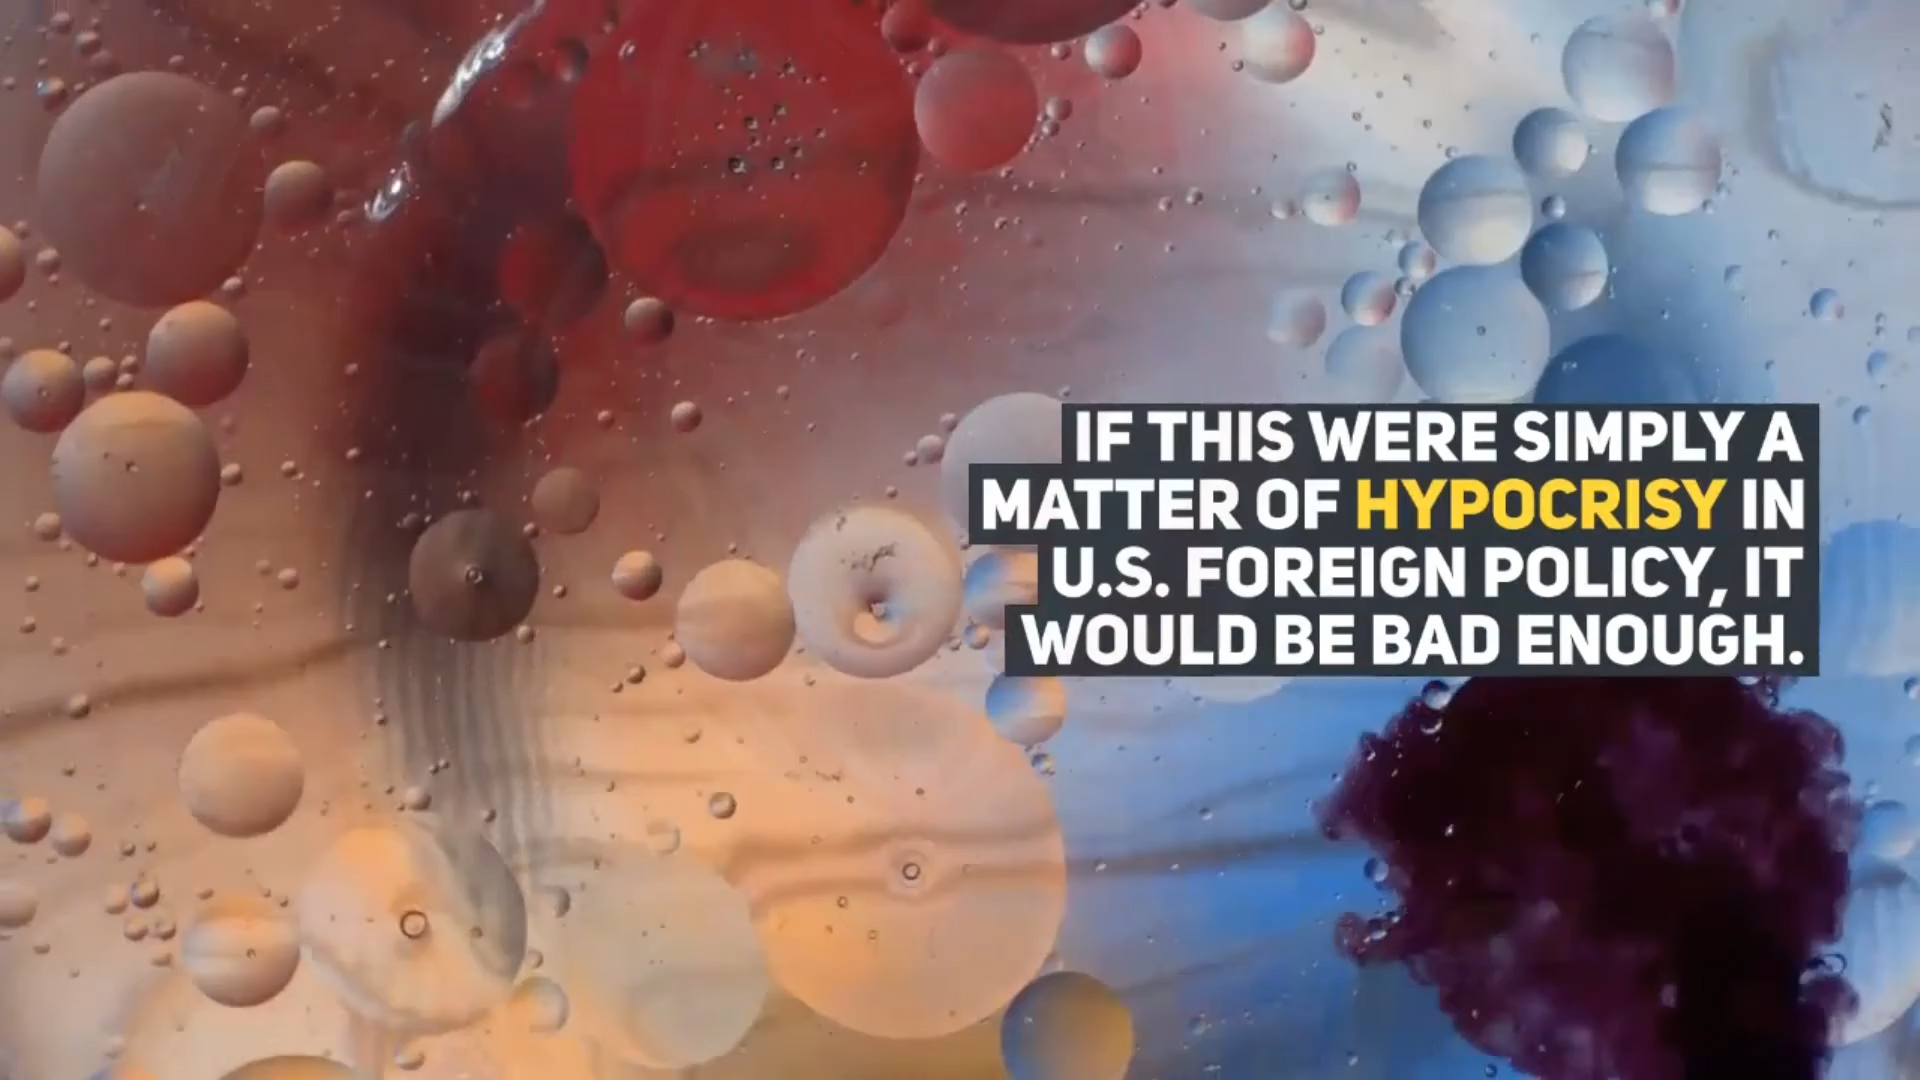 IF THIS WERE SIMPLY A
MATTER OF HYPOCRISY IN
U.S. FOREIGN POLICY, IT
WOULD BE BAD ENOUGH.